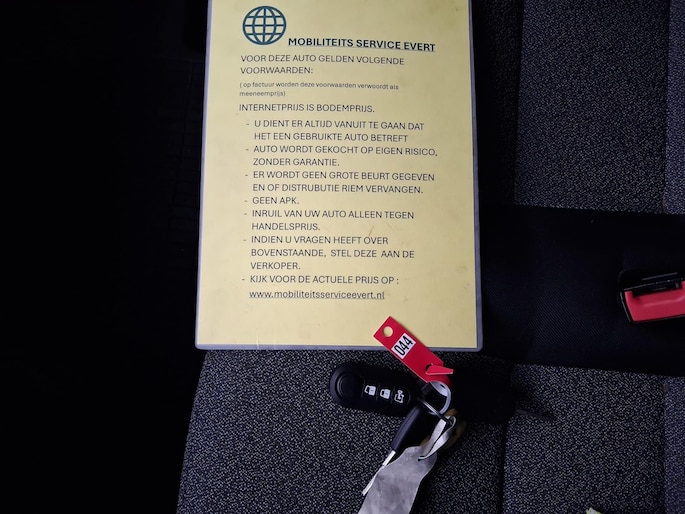 MOBILITEITS SERVICE EVERT
VOOR DEZE AUTO GELDEN VOLGENDE
VOORWAARDEN:
( op factuur worden deze voorwaarden verwoordt als
meeneemprijs)
INTERNETPRIJS IS BODEMPRIJS.
- U DIENT ER ALTIJD VANUIT TE GAAN DAT
HET EEN GEBRUIKTE AUTO BETREFT
- AUTO WORDT GEKOCHT OP EIGEN RISICO,
ZONDER GARANTIE.
- ER WORDT GEEN GROTE BEURT GEGEVEN
EN OF DISTRUBUTIE RIEM VERVANGEN.
- GEEN APK.
- INRUIL VAN UW AUTO ALLEEN TEGEN
HANDELSPRIJS.
- INDIEN U VRAGEN HEEFT OVER
BOVENSTAANDE, STEL DEZE AAN DE
VERKOPER.
- KIJK VOOR DE ACTUELE PRIJS OP :
www.mobiliteitsserviceevert.nl
044